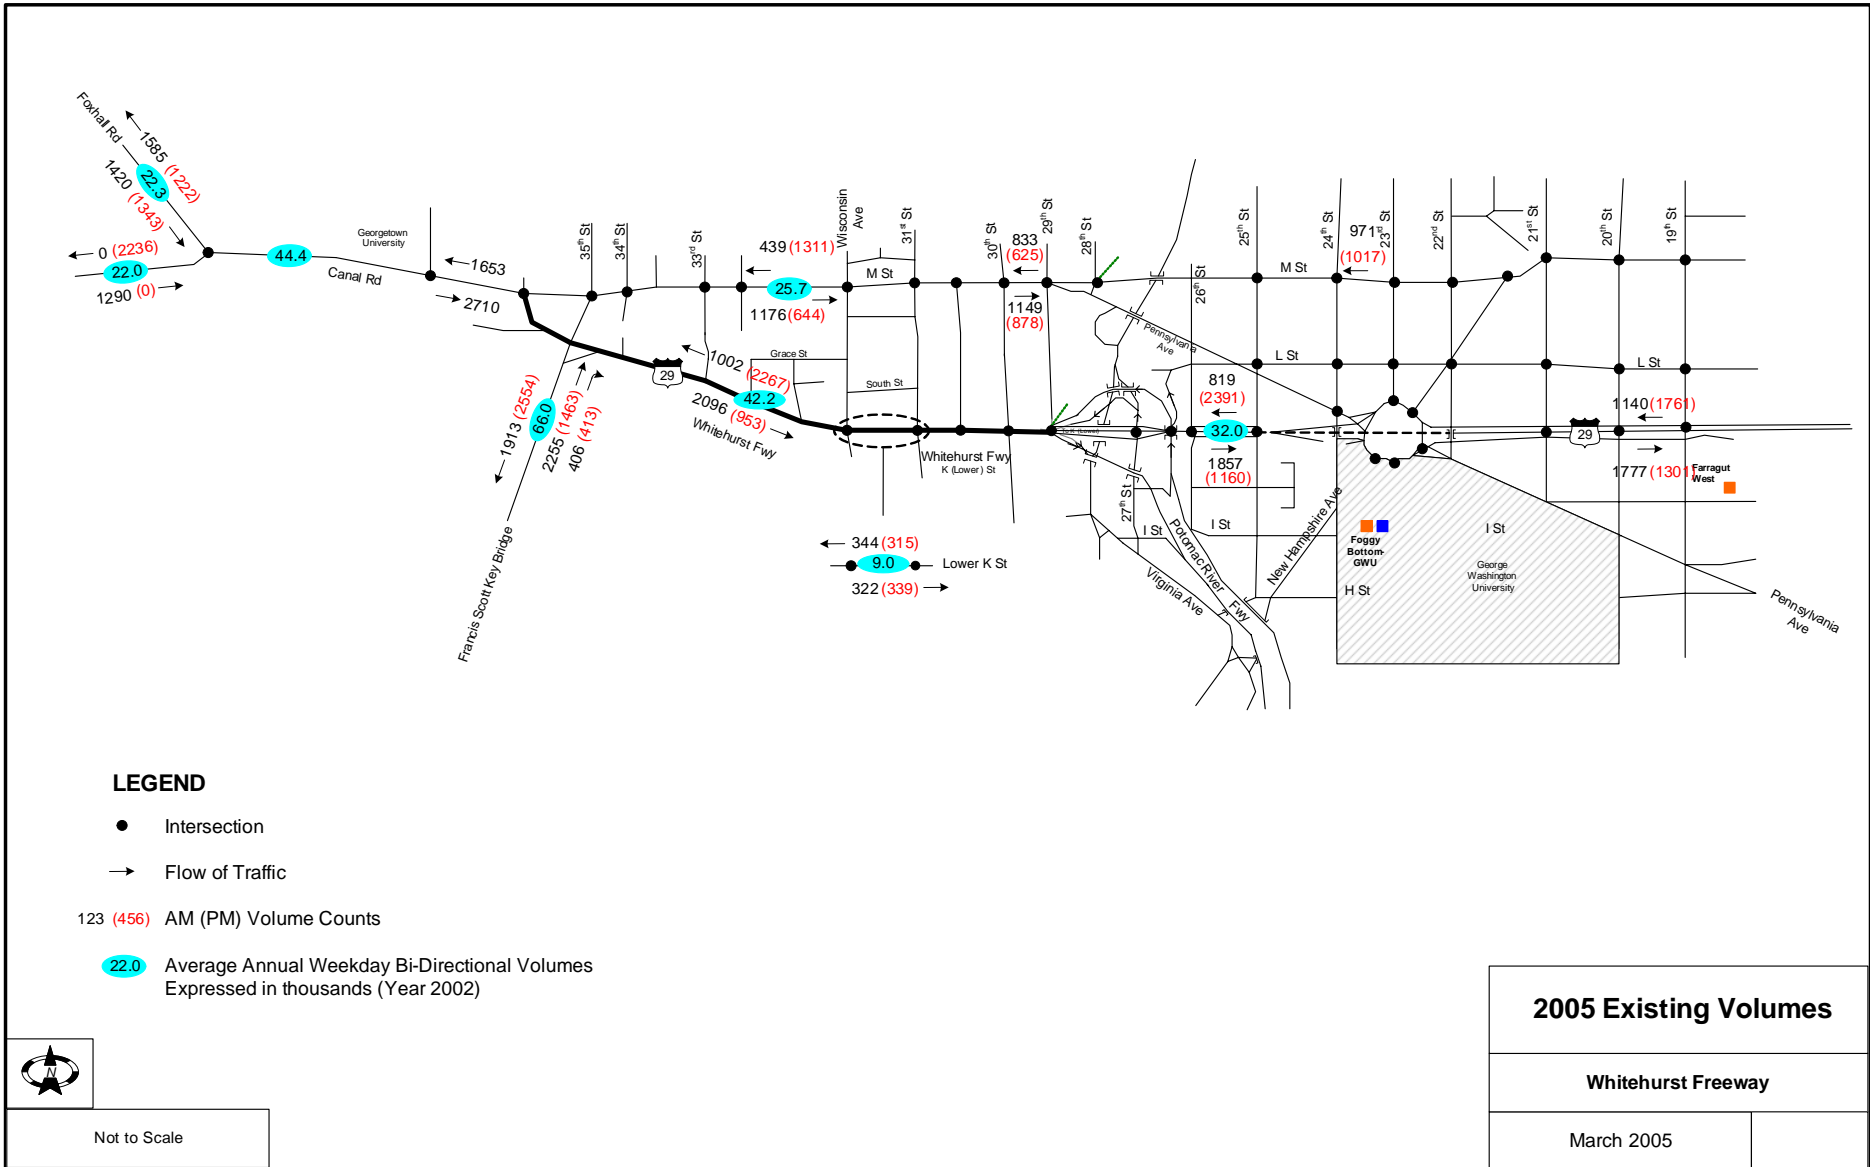 Foxhall Rd
1585 (1222)
22.3
1420 (1343)
0 (2236)
22.0
1290 (0)
44.4
Canal Rd
Georgetown
University
1653
2710
35th St
34th St
33rd St
439 (1311)
25.7
1176 (644)
Wisconsin
Ave
M St
31st St
30th St
833
(625)
29th St
1149
(878)
28th St
26th St
25th St
M St
24th St
971
(1017)
23rd St
22nd St
21st St
20th St
19th St
Pennsylvania
Ave
L St
L St
Grace St
South St
29
1002 (2267)
42.2
2096 (953)
Whitehurst Fwy
1913 (2554)
66.0
2255 (1463)
406 (413)
Francis Scott Key Bridge
Whitehurst Fwy
K (Lower) St
819
(2391)
32.0
1857
(1160)
1140 (1761)
29
1777 (1301)
Farragut
West
27th St
I St
I St
Potomac River Fwy
Virginia Ave
New Hampshire Ave
Foggy
Bottom-
GWU
I St
H St
George
Washington
University
Pennsylvania
Ave
344 (315)
9.0
Lower K St
322 (339)
LEGEND
Intersection
Flow of Traffic
123 (456) AM (PM) Volume Counts
22.0 Average Annual Weekday Bi-Directional Volumes
Expressed in thousands (Year 2002)
N
Not to Scale
2005 Existing Volumes
Whitehurst Freeway
March 2005